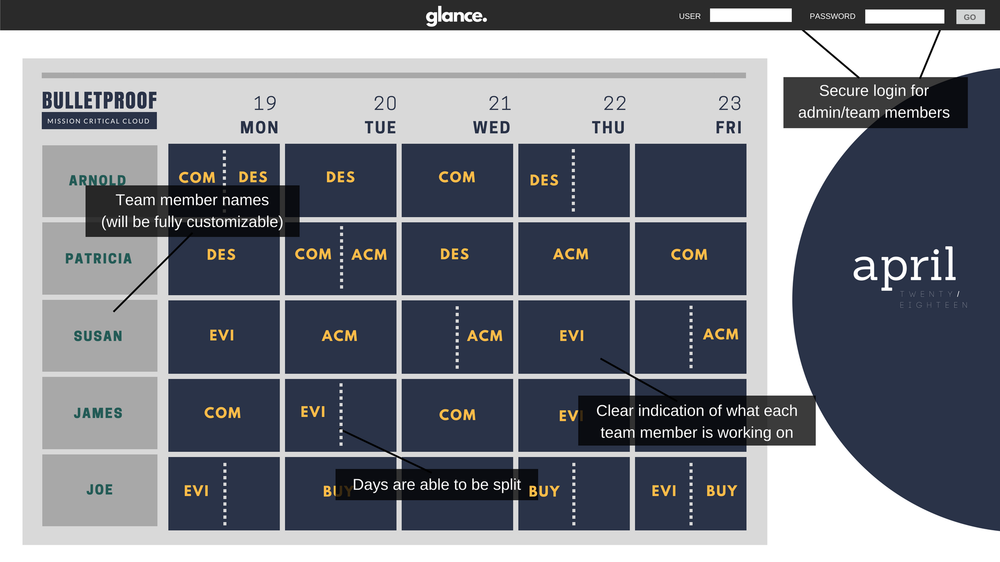 glance.
USER
PASSWORD
GO
Secure login for
admin/team members
BULLETPROOF
MISSION CRITICAL CLOUD
19 20 21 22 23
MON TUE WED THU FRI
ARNOLD COM DES DES COM DES
Team member names
(will be fully customizable)
PATRICIA DES COM ACM DES ACM COM
SUSAN EVI ACM ACM EVI ACM
JAMES COM EVI COM EVI
Clear indication of what each
team member is working on
JOE EVI BUY BUY EVI BUY
Days are able to be split
april
TWENTY/
EIGHTEEN